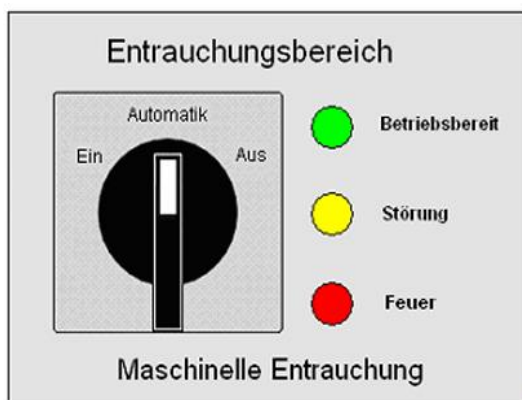 Entrauchungsbereich
Automatik
Ein
Aus
Betriebsbereit
Störung
Feuer
Maschinelle Entrauchung